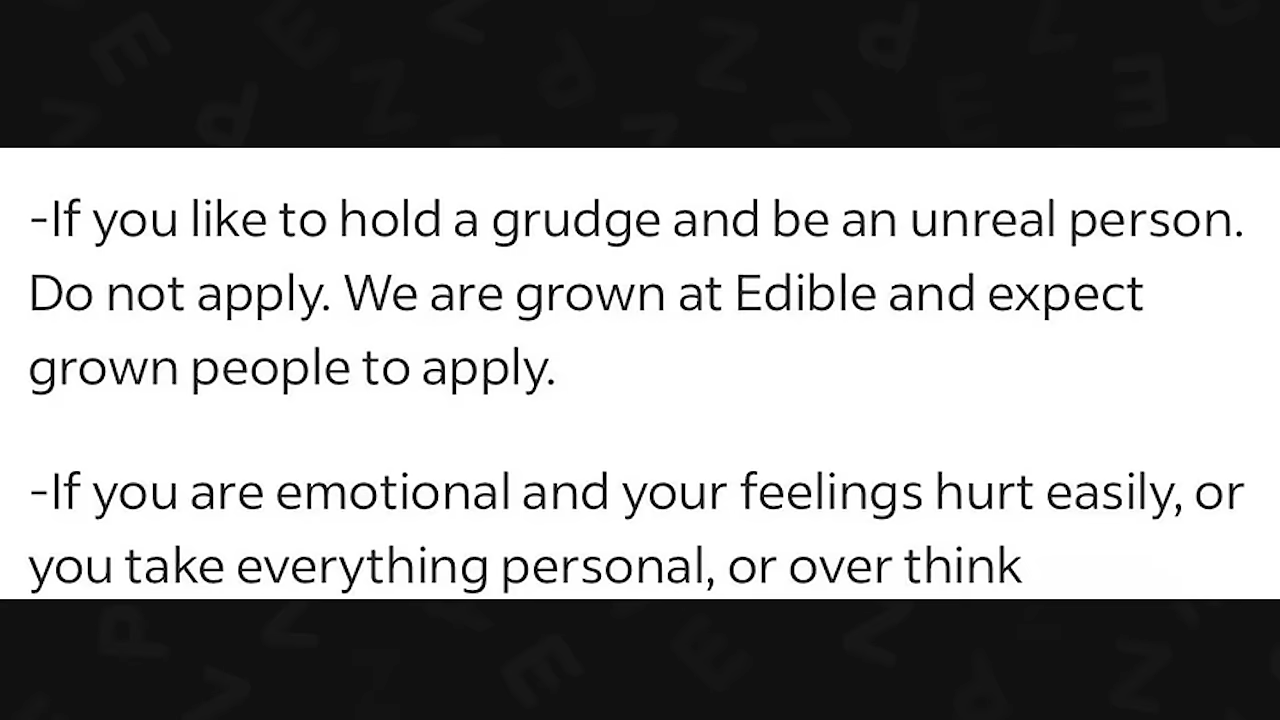 -If you like to hold a grudge and be an unreal person.
Do not apply. We are grown at Edible and expect
grown people to apply.
-If you are emotional and your feelings hurt easily, or
you take everything personal, or over think